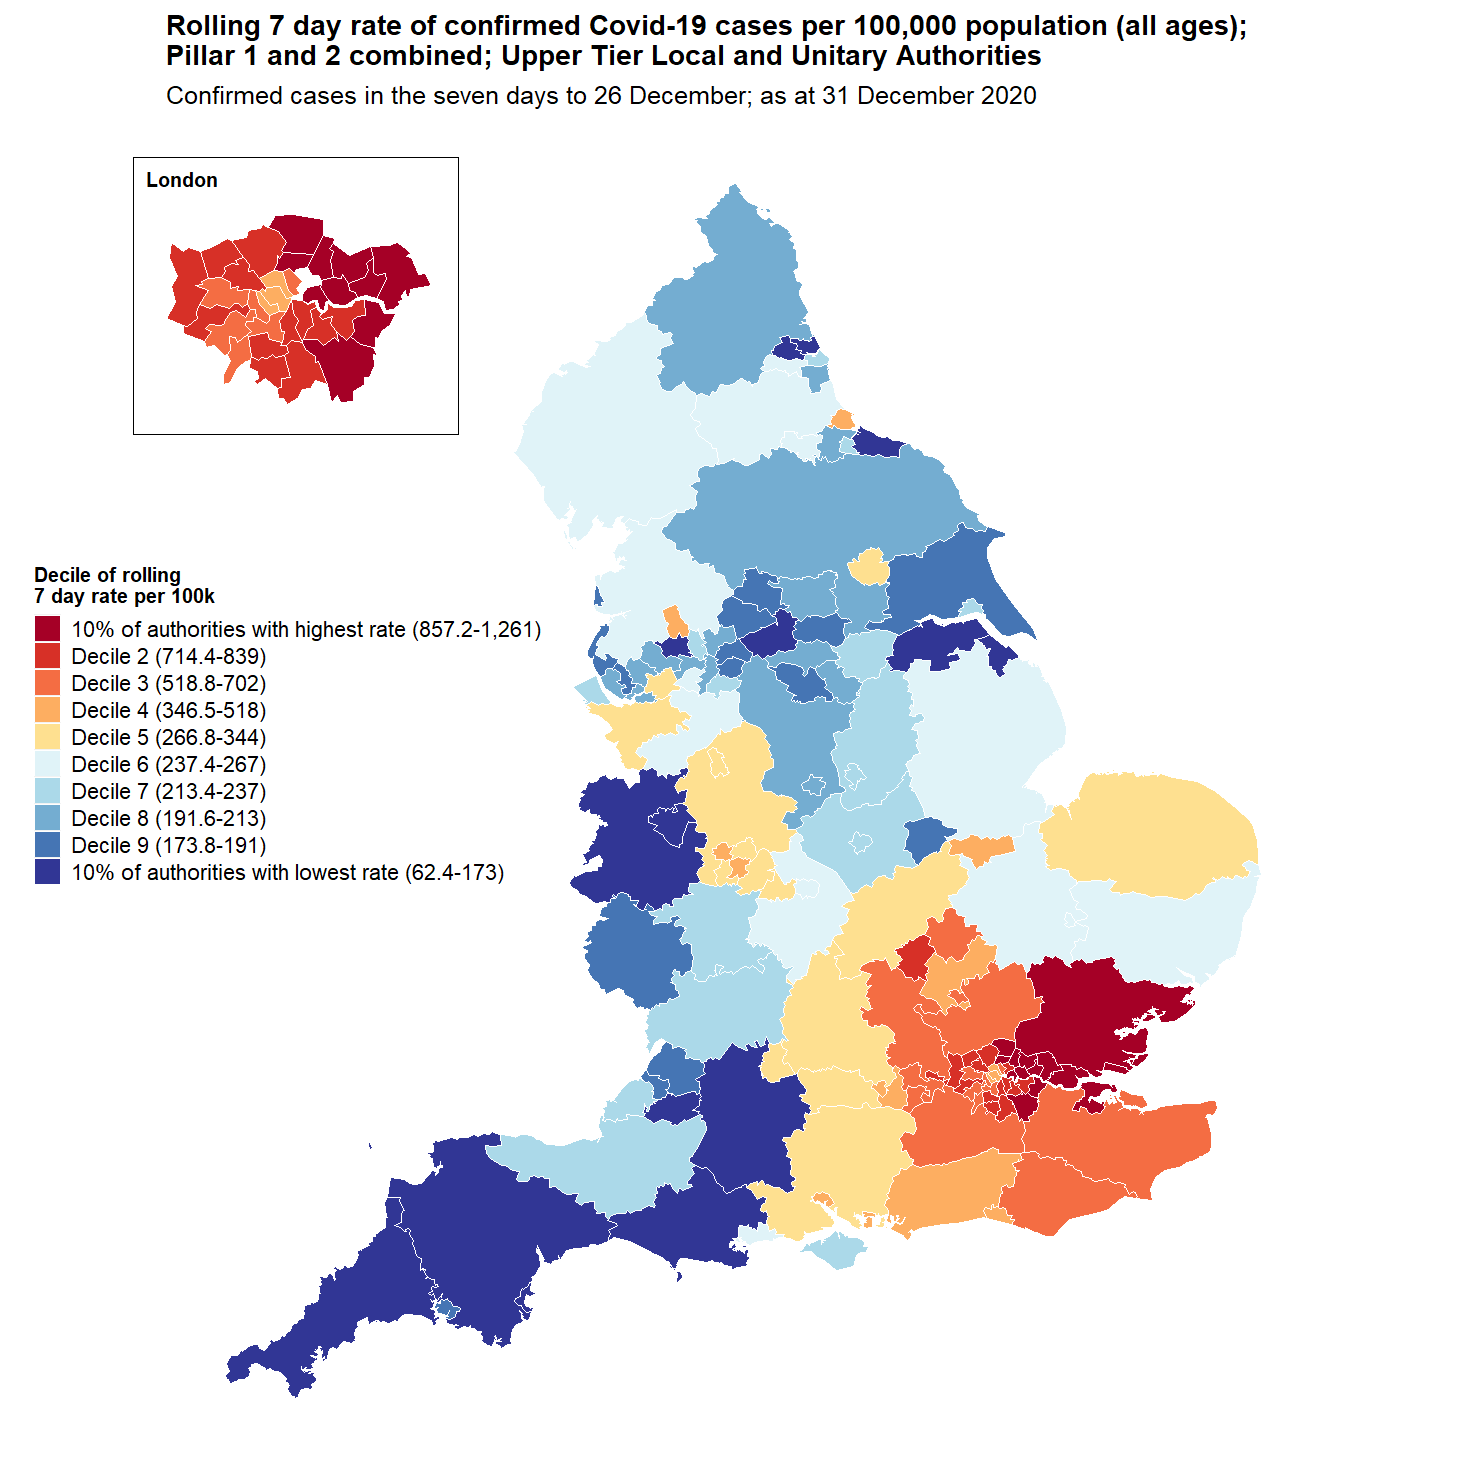 Rolling 7 day rate of confirmed Covid-19 cases per 100,000 population (all ages);
Pillar 1 and 2 combined; Upper Tier Local and Unitary Authorities
Confirmed cases in the seven days to 26 December; as at 31 December 2020
London
Decile of rolling
7 day rate per 100k
10% of authorities with highest rate (857.2-1,261)
Decile 2 (714.4-839)
Decile 3 (518.8-702)
Decile 4 (346.5-518)
Decile 5 (266.8-344)
Decile 6 (237.4-267)
Decile 7 (213.4-237)
Decile 8 (191.6-213)
Decile 9 (173.8-191)
10% of authorities with lowest rate (62.4-173)